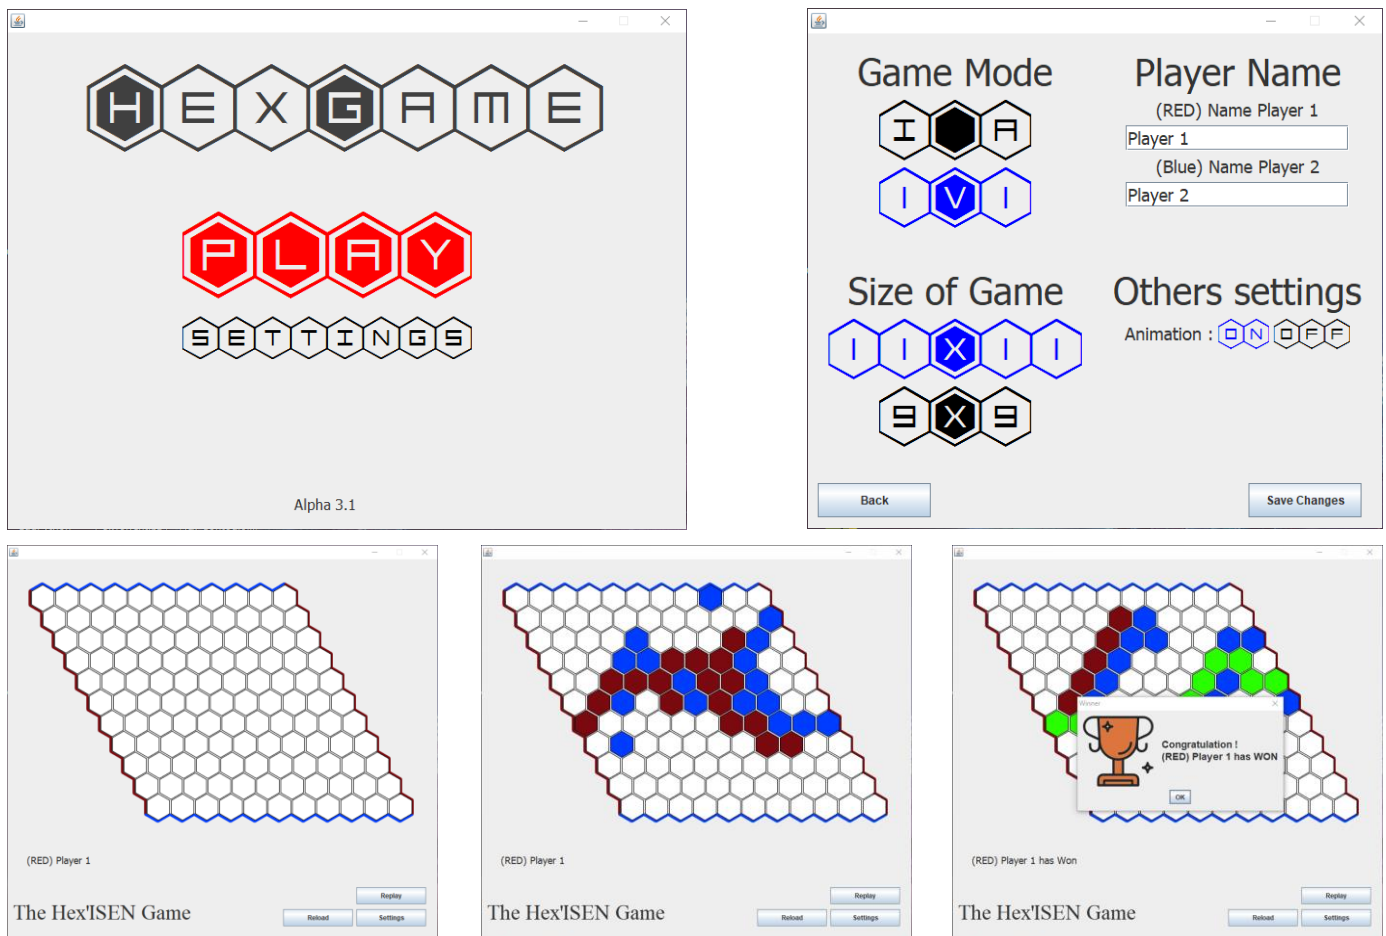 HEXGAME
PLAY
SETTINGS
Alpha 3.1
Game Mode
I A
1V1
Size of Game
11X11
9X9
Back
Player Name
(RED) Name Player 1
Player 1
(Blue) Name Player 2
Player 2
Others settings
Animation : ON OFF
Save Changes
(RED) Player 1
The Hex'ISEN Game
Replay
Reload
Settings
(RED) Player 1
The Hex'ISEN Game
Replay
Reload
Settings
Winner
Congratulation !
(RED) Player 1 has WON
OK
(RED) Player 1 has Won
The Hex'ISEN Game
Replay
Reload
Settings